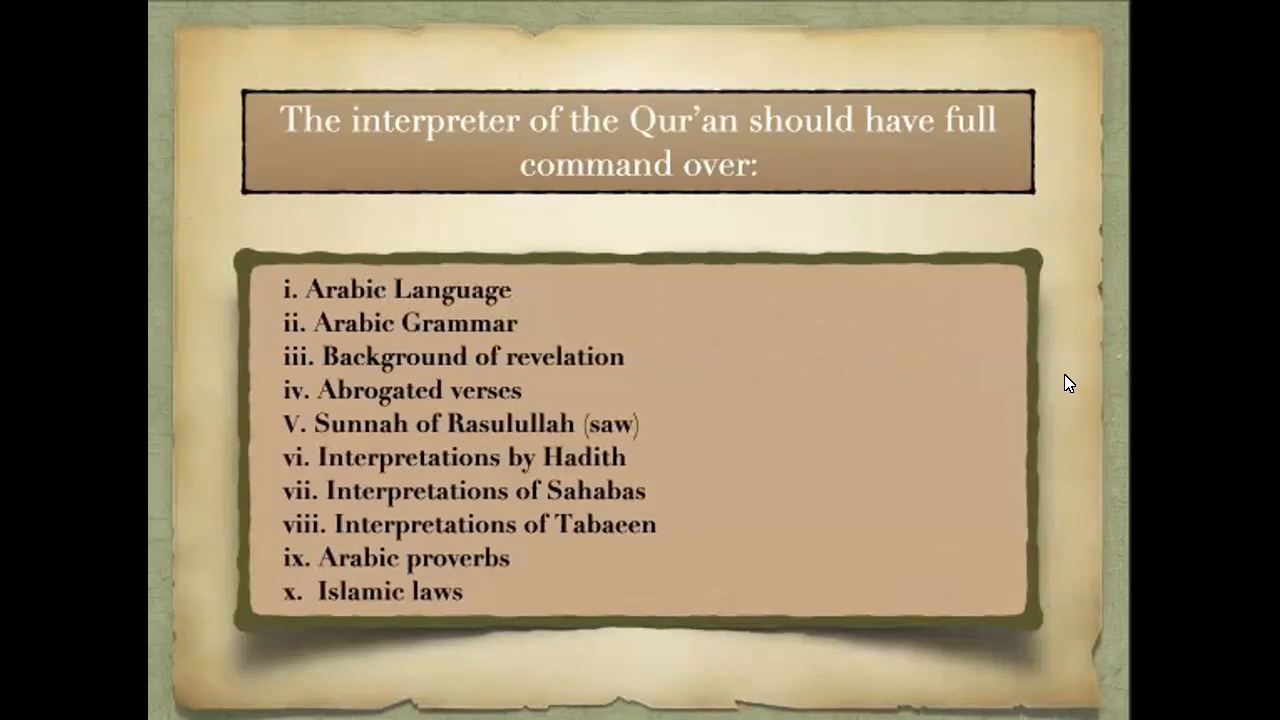 The interpreter of the Qur'an should have full
command over:
i. Arabic Language
ii. Arabic Grammar
iii. Background of revelation
iv. Abrogated verses
V. Sunnah of Rasulullah (saw)
vi. Interpretations by Hadith
vii. Interpretations of Sahabas
viii. Interpretations of Tabaeen
ix. Arabic proverbs
x.  Islamic laws